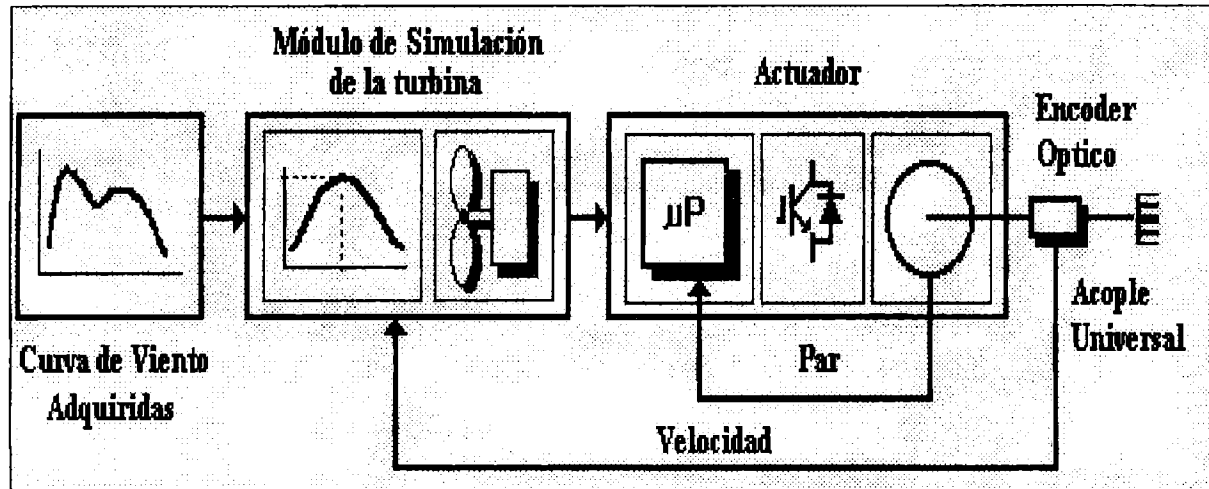 Módulo de Simulación
de la turbina
Actuador
Encoder
Optico
μP
Curva de Viento
Adquiridas
Par
Acople
Universal
Velocidad